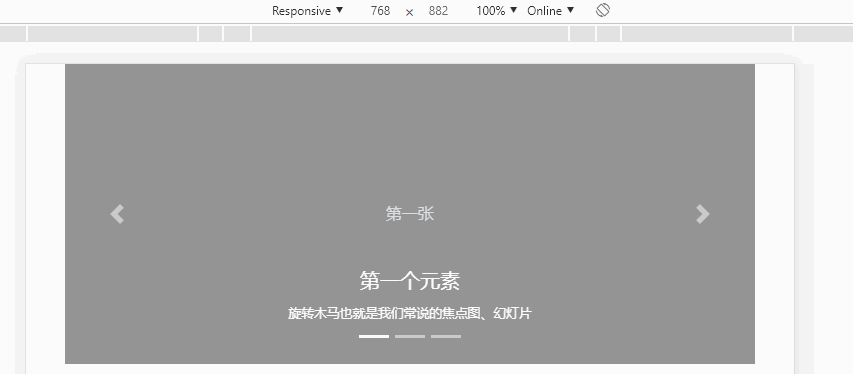 Responsive ▼ 768 × 882 100% ▼ Online ▼
第一张
第一个元素
旋转木马也就是我们常说的焦点图、幻灯片